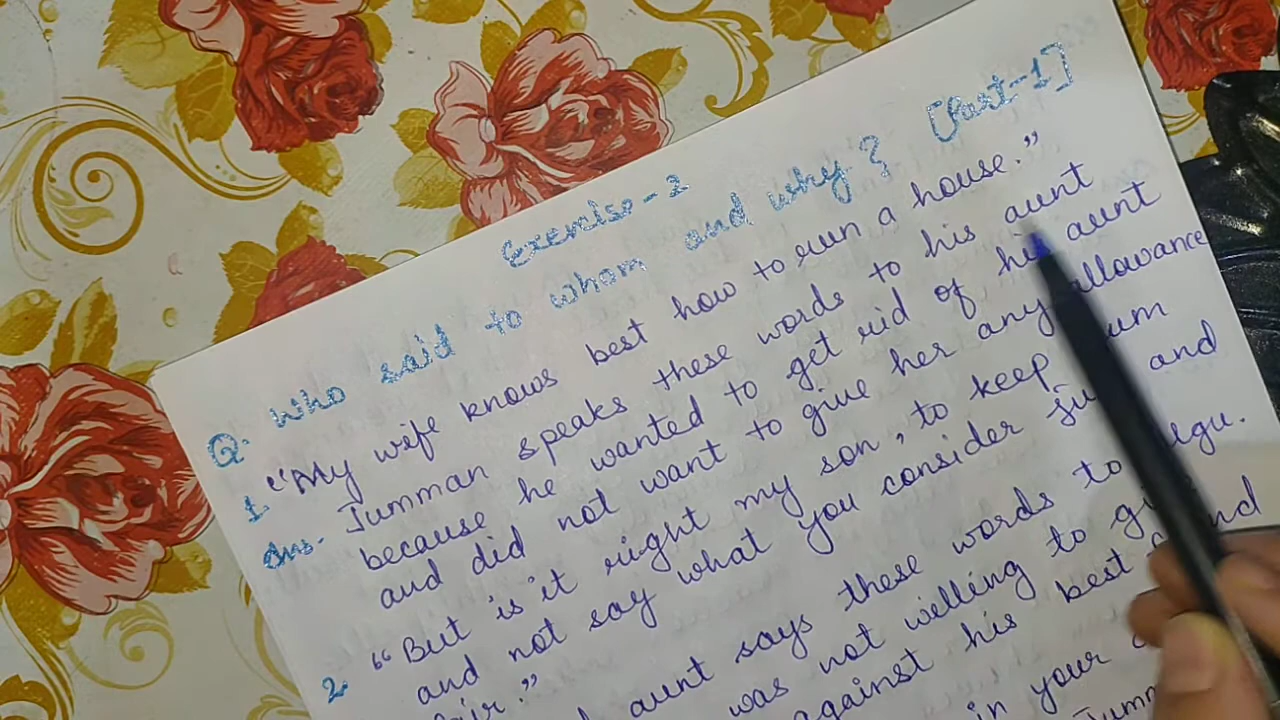 Exercise-2
Q. Who said to whom and why? [Part-1]
1. "My wife knows best how to run a house."
Ans. Jumman speaks these words to his aunt
because he wanted to get rid of his aunt
and did not want to give her any allowance
2. "But is it right my son, to keep mum
and not say what you consider and
fair."
aunt says these words to
was not willing to
against his best
in your